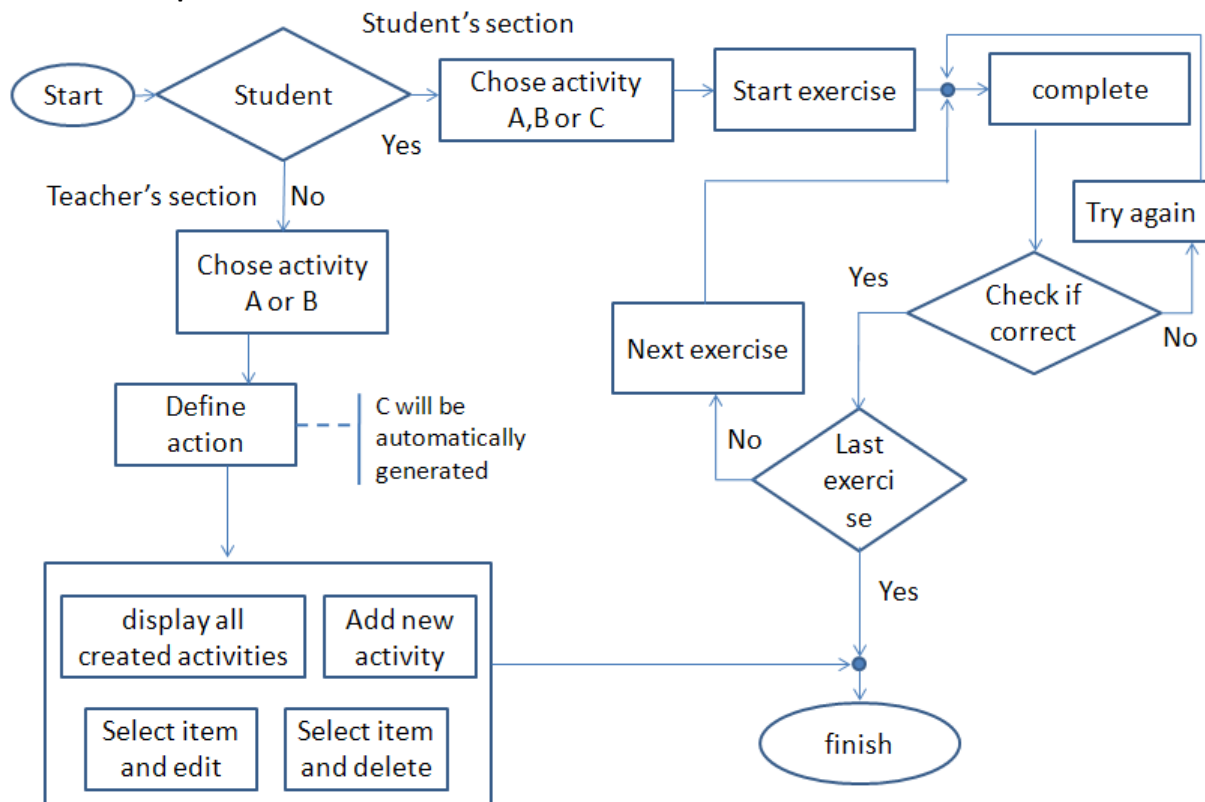 Student's section
Start
Student
Yes
Chose activity
A,B or C
Start exercise
complete
Try again
Teacher's section
No
Chose activity
A or B
Define
action
C will be
automatically
generated
Check if
correct
Yes
No
Next exercise
Last
exerci
se
No
Yes
display all
created activities
Add new
activity
Select item
and edit
Select item
and delete
finish